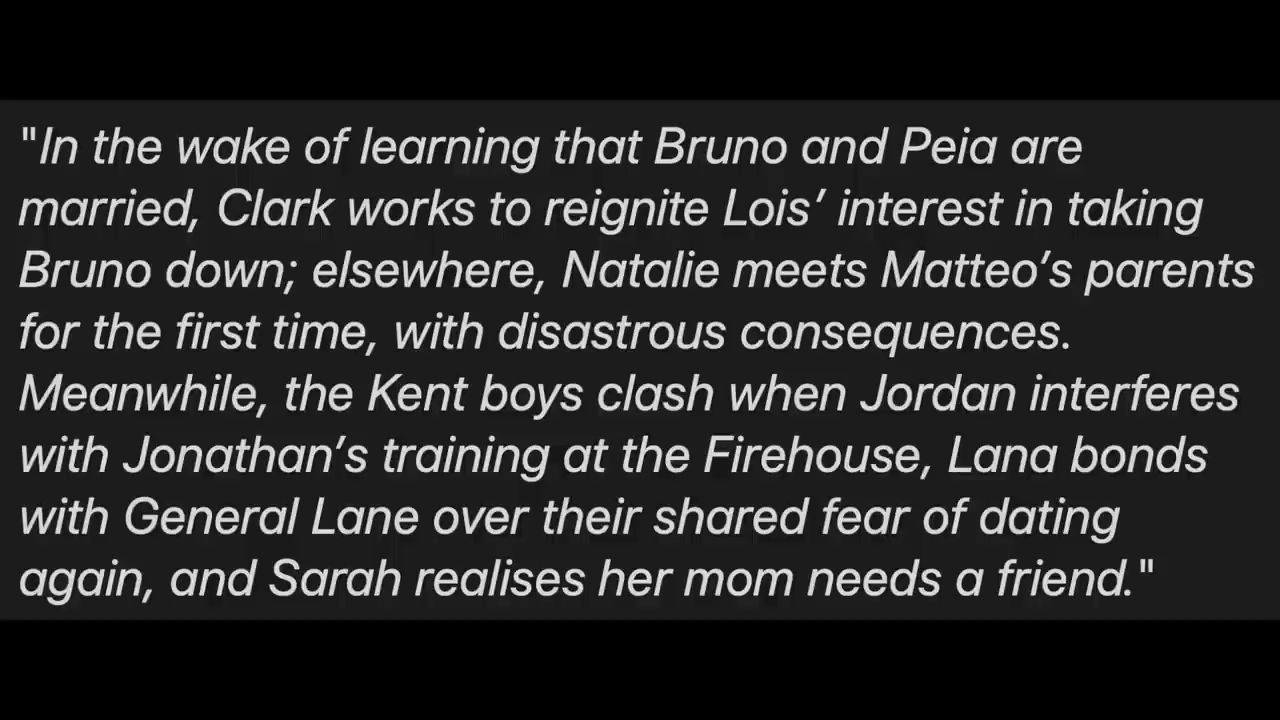 "In the wake of learning that Bruno and Peia are
married, Clark works to reignite Lois’ interest in taking
Bruno down; elsewhere, Natalie meets Matteo’s parents
for the first time, with disastrous consequences.
Meanwhile, the Kent boys clash when Jordan interferes
with Jonathan’s training at the Firehouse, Lana bonds
with General Lane over their shared fear of dating
again, and Sarah realises her mom needs a friend."